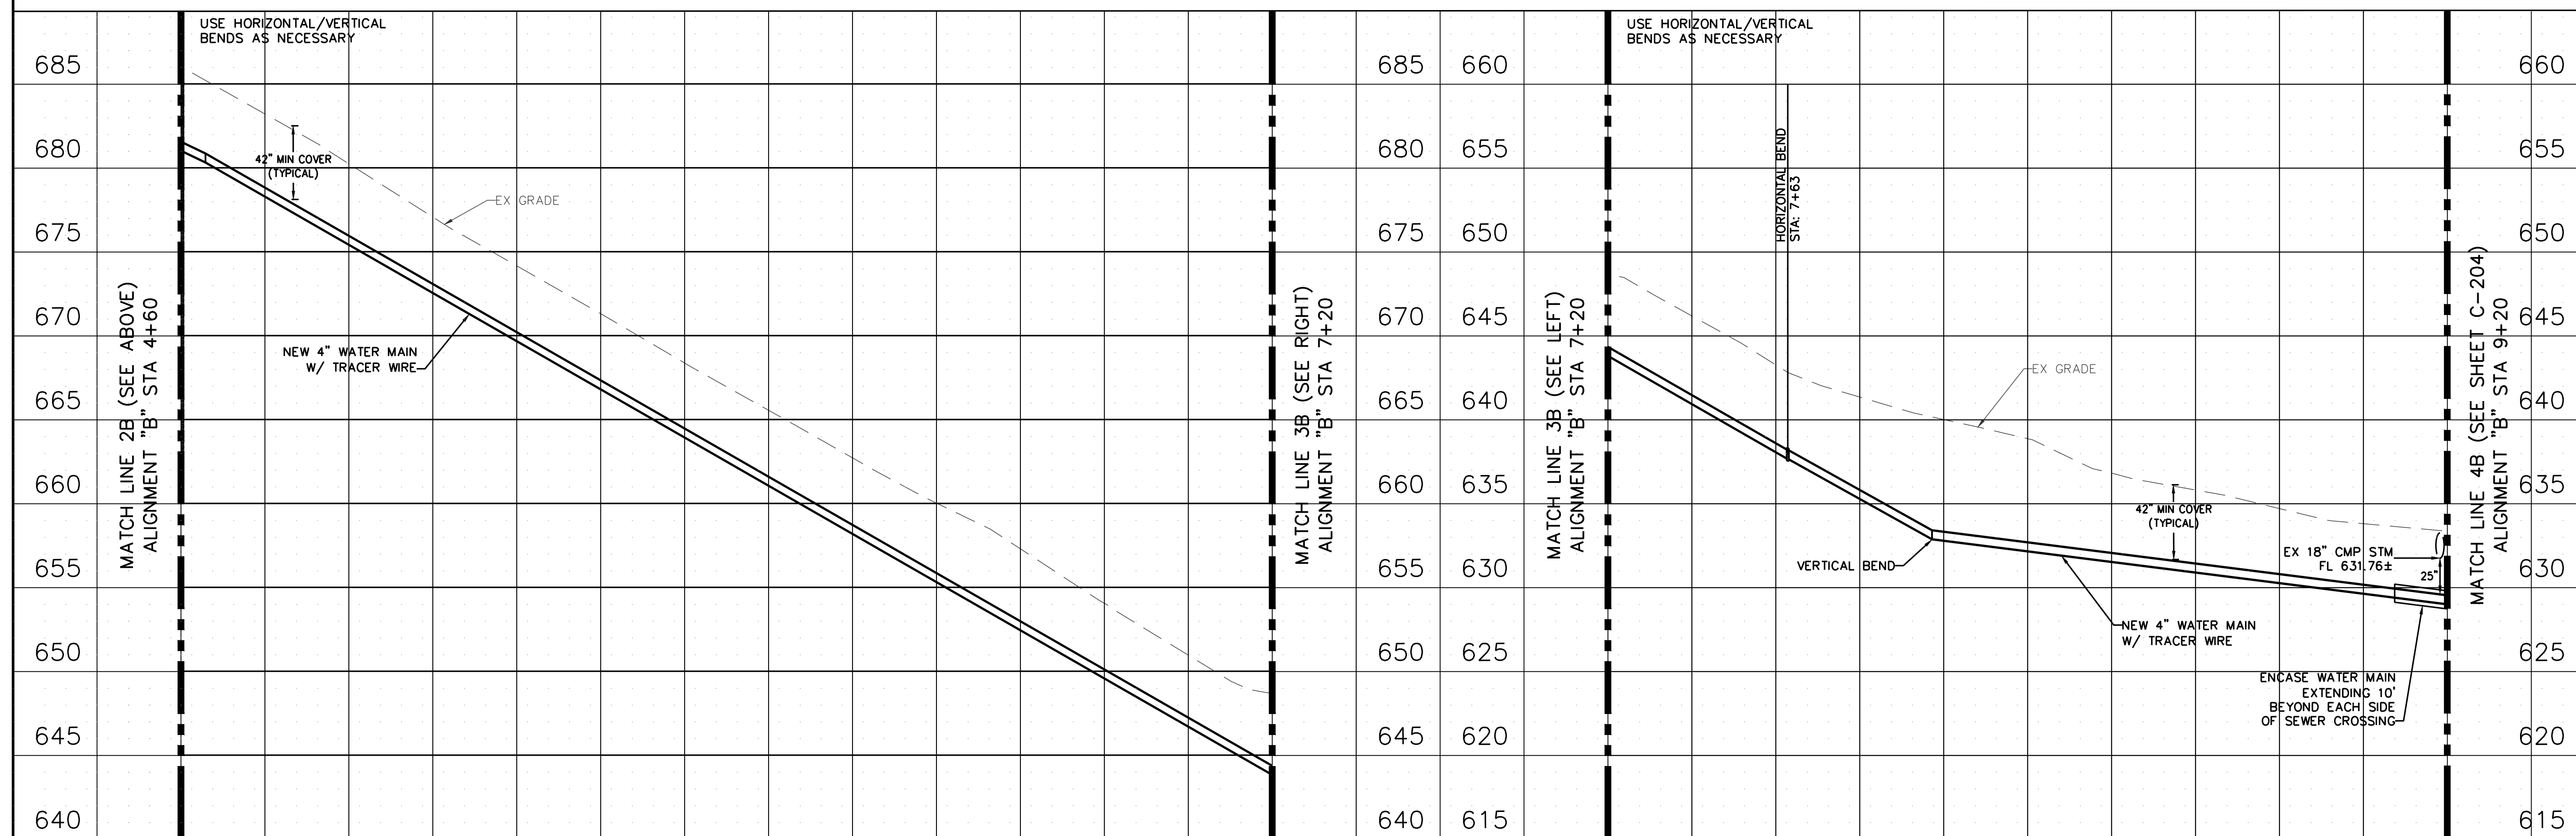 USE HORIZONTAL/VERTICAL
BENDS AS NECESSARY
685
680
675
670
665
660
655
650
645
640
MATCH LINE 2B (SEE ABOVE)
ALIGNMENT "B" STA 4+60
42" MIN COVER
(TYPICAL)
EX GRADE
NEW 4" WATER MAIN
W/ TRACER WIRE
MATCH LINE 3B (SEE RIGHT)
ALIGNMENT "B" STA 7+20
685
680
675
670
665
660
655
650
645
640
660
655
650
645
640
635
630
625
620
615
MATCH LINE 3B (SEE LEFT)
ALIGNMENT "B" STA 7+20
USE HORIZONTAL/VERTICAL
BENDS AS NECESSARY
HORIZONTAL BEND
STA: 7+63
EX GRADE
VERTICAL BEND
42" MIN COVER
(TYPICAL)
EX 18" CMP STM
FL 631.76±
25"
NEW 4" WATER MAIN
W/ TRACER WIRE
ENCASE WATER MAIN
EXTENDING 10'
BEYOND EACH SIDE
OF SEWER CROSSING
MATCH LINE 4B (SEE SHEET C-204)
ALIGNMENT "B" STA 9+20
660
655
650
645
640
635
630
625
620
615